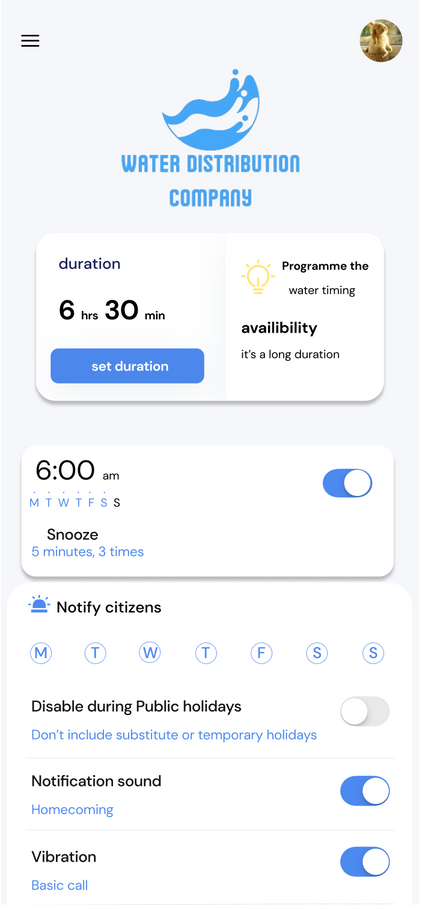 WATER DISTRIBUTION
COMPANY
duration
6 hrs 30 min
set duration
Programme the
water timing
availibility
it's a long duration
6:00 am
M T W T F S S
Snooze
5 minutes, 3 times
Notify citizens
M T W T F S S
Disable during Public holidays
Don't include substitute or temporary holidays
Notification sound
Homecoming
Vibration
Basic call